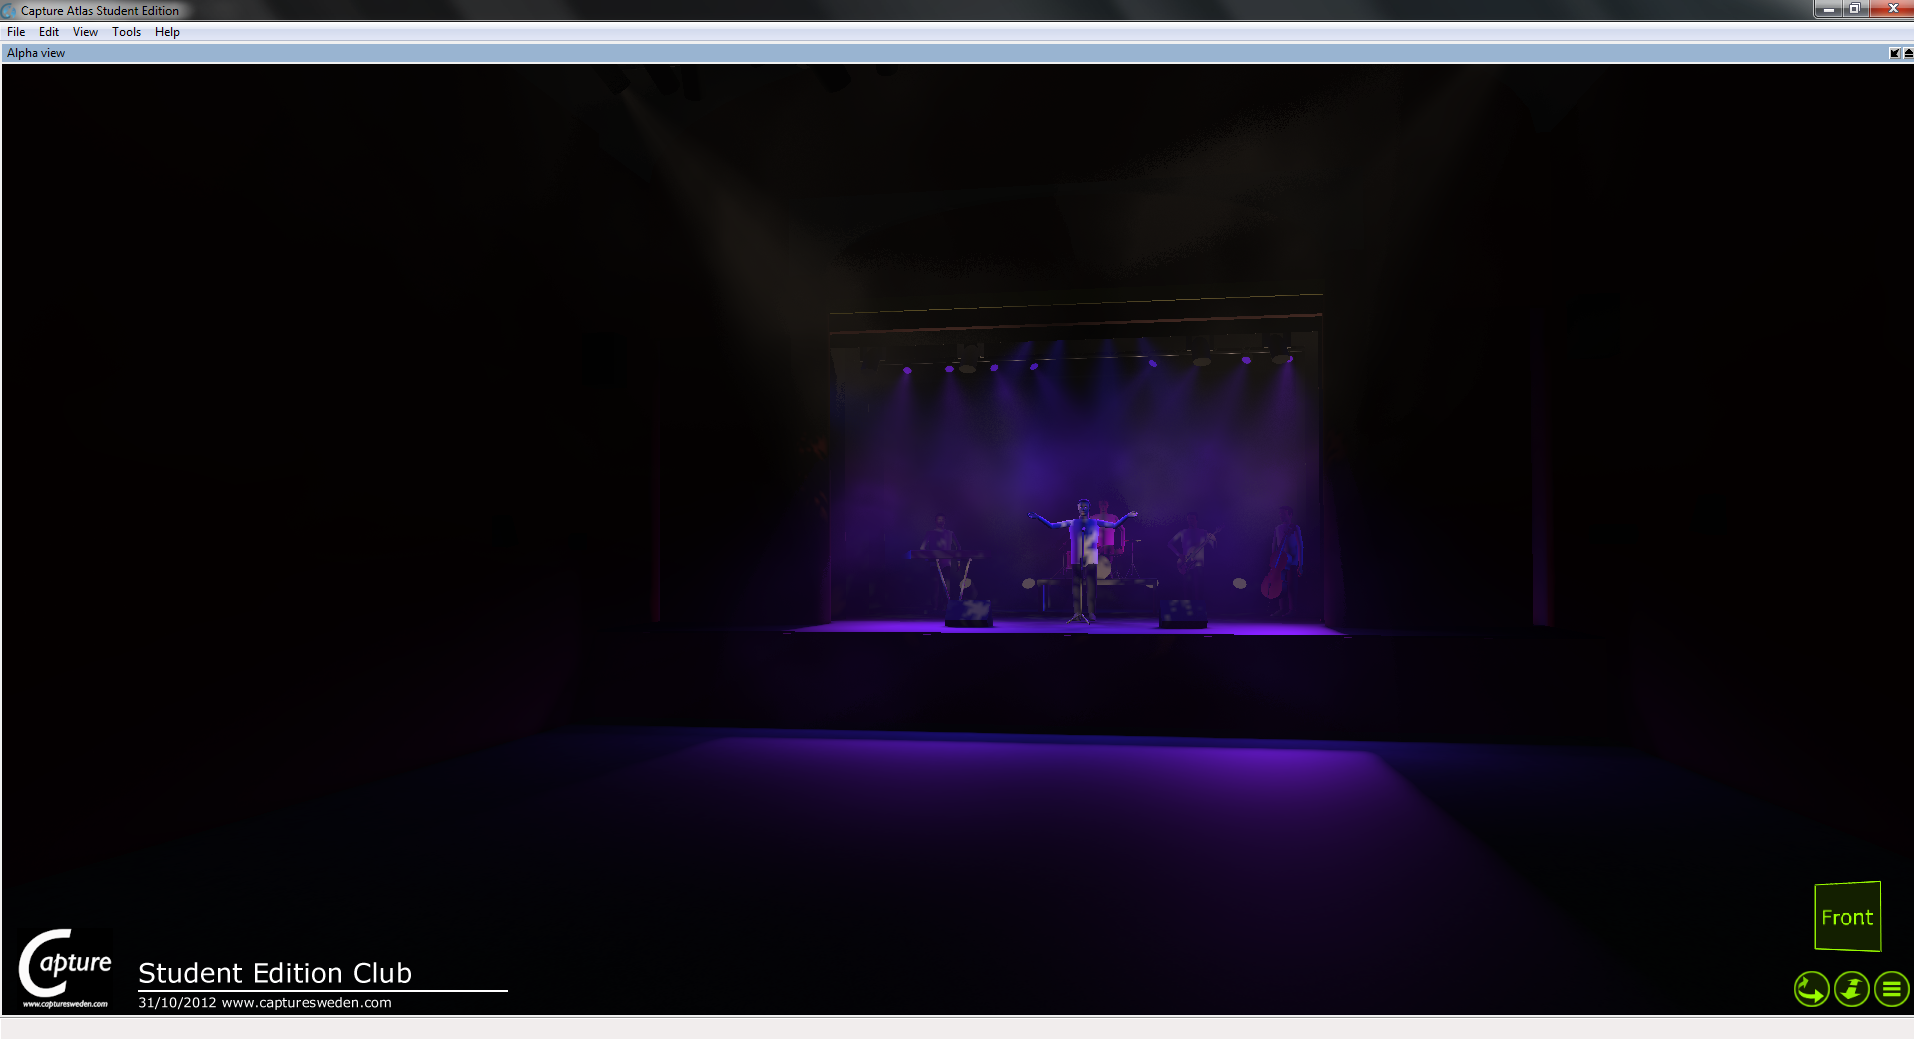 Capture Atlas Student Edition
File Edit View Tools Help
Alpha view
Front
Capture
www.capturesweden.com
Student Edition Club
31/10/2012 www.capturesweden.com